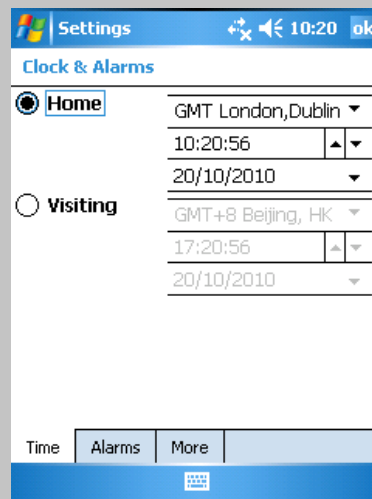 Settings 10:20 ok
Clock & Alarms
Home GMT London,Dublin
10:20:56
20/10/2010
Visiting GMT+8 Beijing, HK
17:20:56
20/10/2010
Time Alarms More